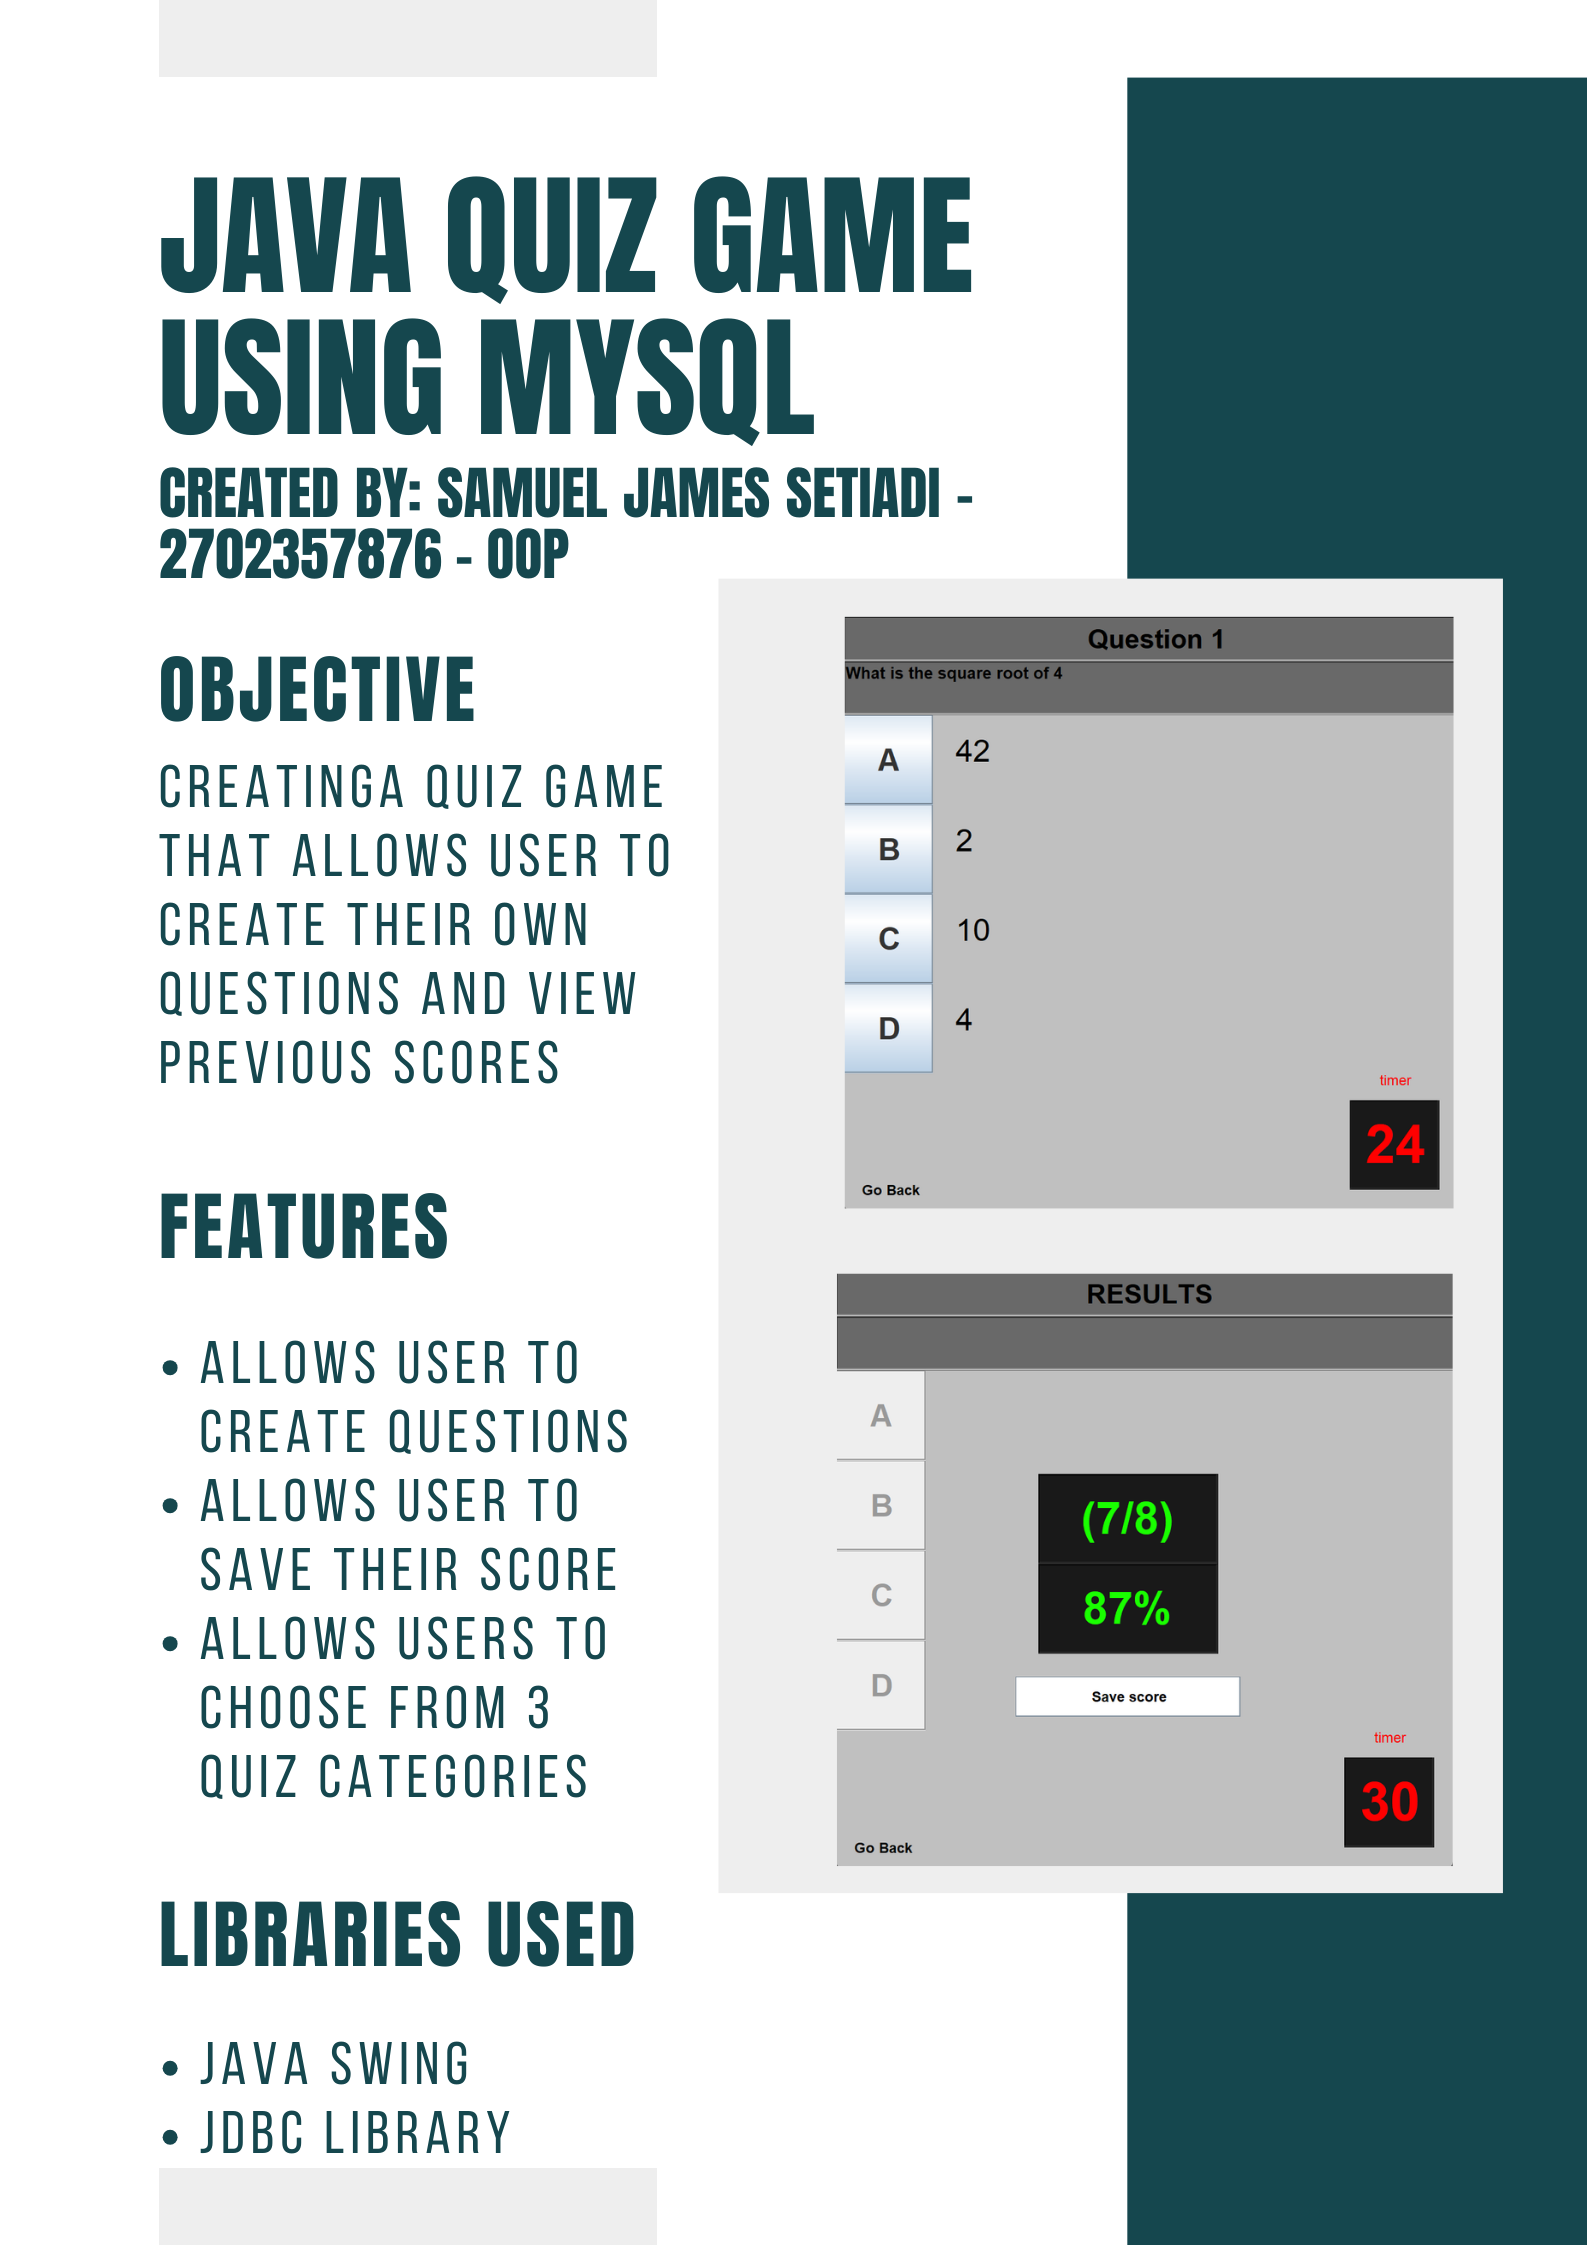 JAVA QUIZ GAME
USING MYSQL
CREATED BY: SAMUEL JAMES SETIADI -
2702357876 - OOP
OBJECTIVE
CREATINGA QUIZ GAME
THAT ALLOWS USER TO
CREATE THEIR OWN
QUESTIONS AND VIEW
PREVIOUS SCORES
FEATURES
• ALLOWS USER TO
CREATE QUESTIONS
• ALLOWS USER TO
SAVE THEIR SCORE
• ALLOWS USERS TO
CHOOSE FROM 3
QUIZ CATEGORIES
LIBRARIES USED
• JAVA SWING
• JDBC LIBRARY
Question 1
What is the square root of 4
A 42
B 2
C 10
D 4
timer
24
Go Back
RESULTS
A
B
C
D
(7/8)
87%
Save score
timer
30
Go Back